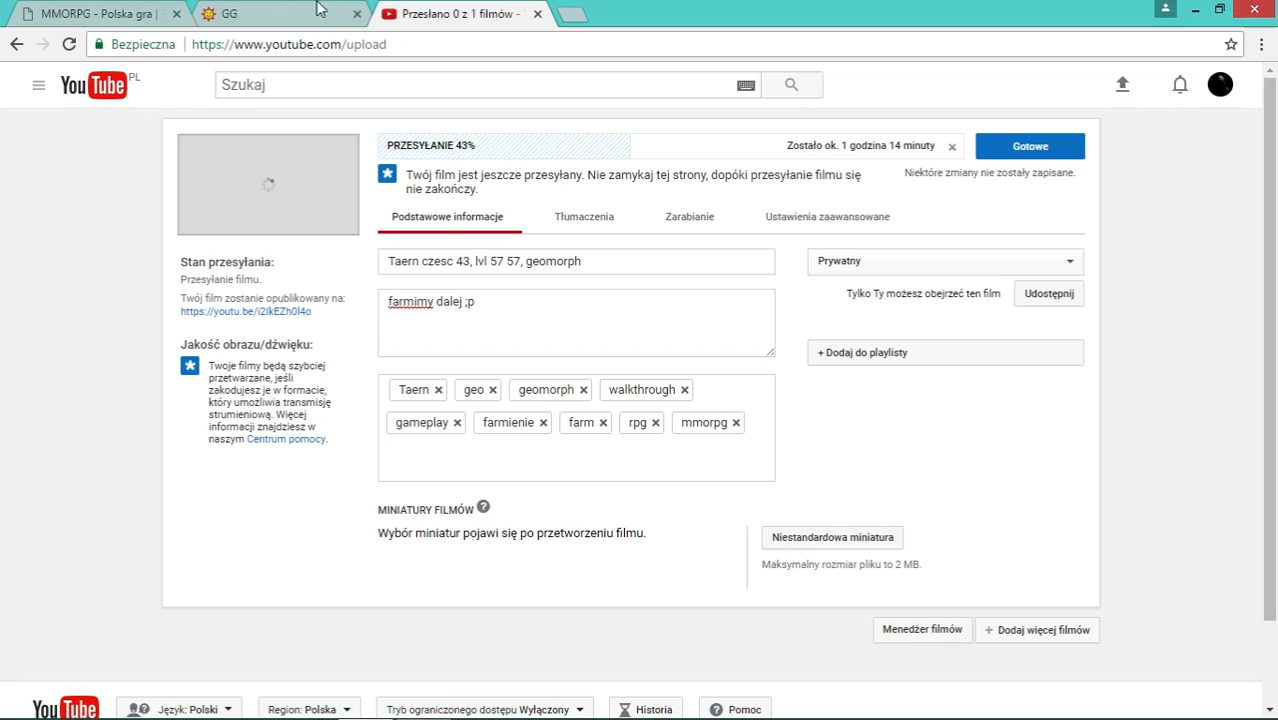 MMORPG - Polska gra | T
GG
Przesłano 0 z 1 filmów -
Bezpieczna
https://www.youtube.com/upload
YouTube PL
Szukaj
PRZESYŁANIE 43%
Zostało ok. 1 godzina 14 minuty
Gotowe
Twój film jest jeszcze przesyłany. Nie zamykaj tej strony, dopóki przesyłanie filmu się
nie zakończy.
Niektóre zmiany nie zostały zapisane.
Podstawowe informacje
Tłumaczenia
Zarabianie
Ustawienia zaawansowane
Stan przesyłania:
Przesyłanie filmu.
Twój film zostanie opublikowany na:
https://youtu.be/i2IkEZh0l4o
Jakość obrazu/dźwięku:
Twoje filmy będą szybciej
przetwarzane, jeśli
zakodujesz je w formacie,
który umożliwia transmisję
strumieniową. Więcej
informacji znajdziesz w
naszym Centrum pomocy.
Taern czesc 43, lvl 57 57, geomorph
farmimy dalej ;p
Taern geo geomorph walkthrough
gameplay farmienie farm rpg mmorpg
Prywatny
Tylko Ty możesz obejrzeć ten film
Udostępnij
+ Dodaj do playlisty
MINIATURY FILMÓW ?
Wybór miniatur pojawi się po przetworzeniu filmu.
Niestandardowa miniatura
Maksymalny rozmiar pliku to 2 MB.
Menedżer filmów
+ Dodaj więcej filmów
YouTube
Język: Polski
Region: Polska
Tryb ograniczonego dostępu Wyłączony
Historia
Pomoc